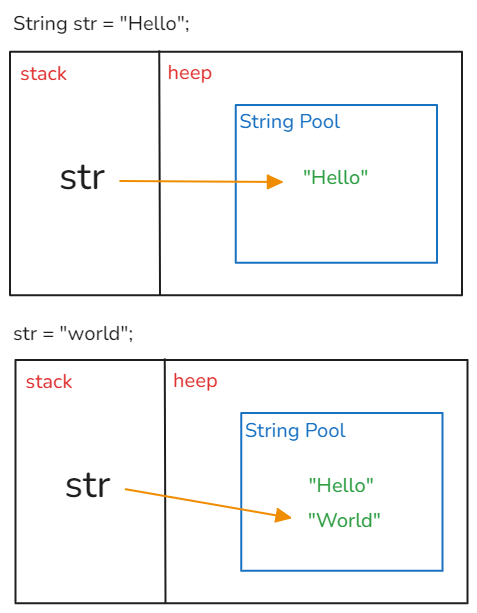 String str = "Hello";
stack
heep
String Pool
str
"Hello"
str = "world";
stack
heep
String Pool
str
"Hello"
"World"